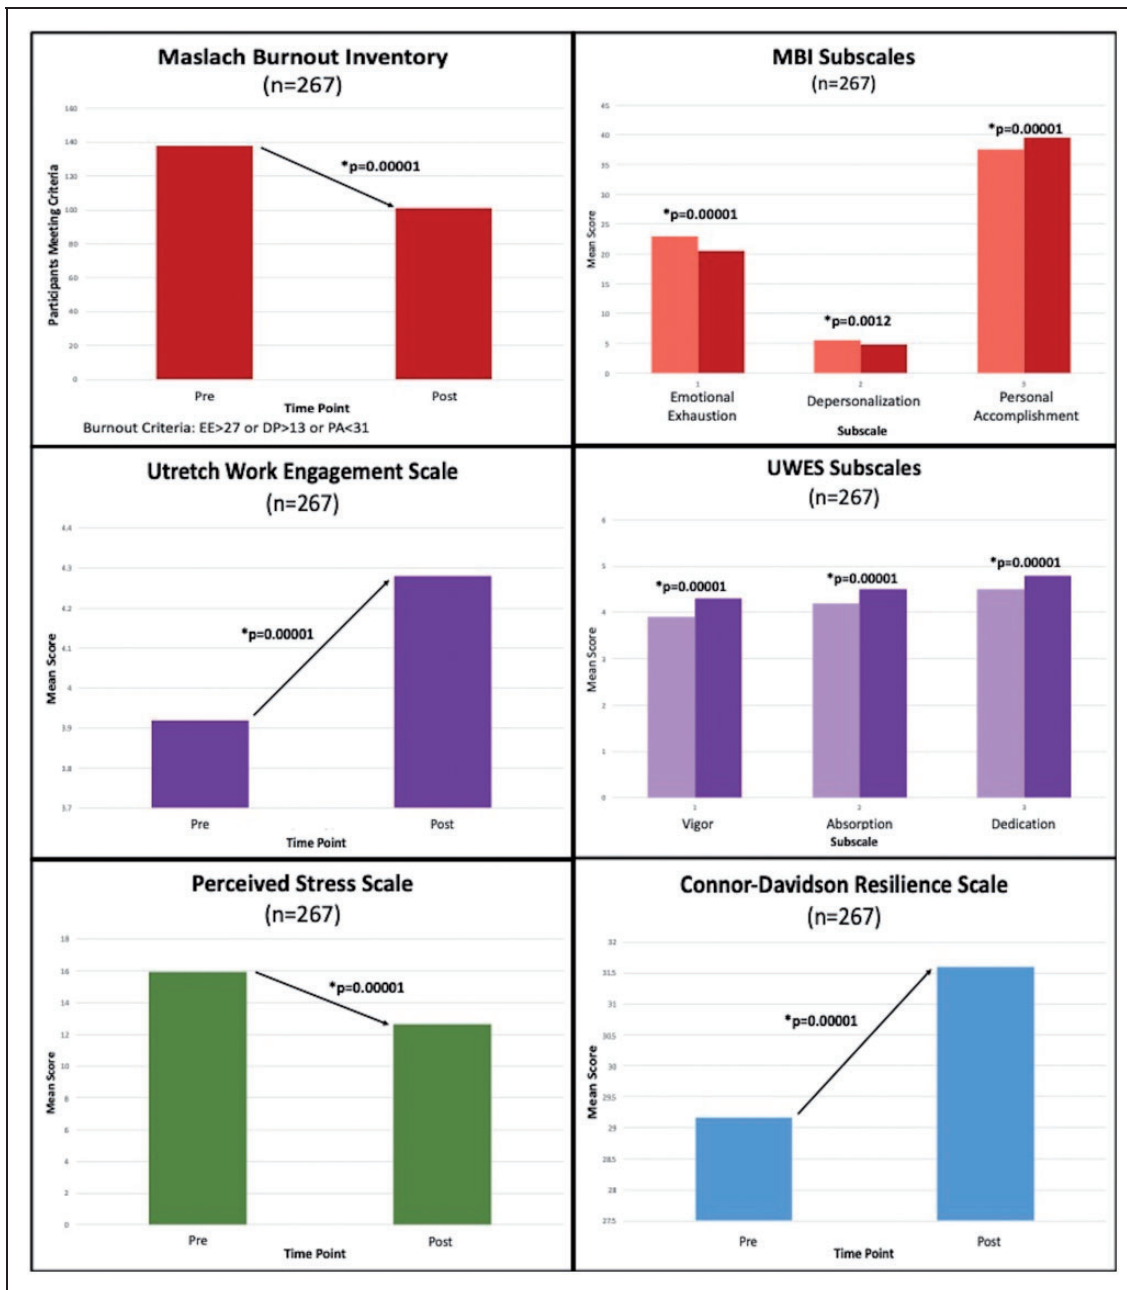 Maslach Burnout Inventory
(n=267)
160
140
120
100
80
60
40
20
0
Participants Meeting Criteria
*p=0.00001
Pre
Post
Time Point
Burnout Criteria: EE>27 or DP>13 or PA<31
MBI Subscales
(n=267)
45
40
35
30
25
20
15
10
5
0
Mean Score
*p=0.00001
*p=0.0012
*p=0.00001
1
2
3
Emotional
Exhaustion
Depersonalization
Personal
Accomplishment
Subscale
Utretch Work Engagement Scale
(n=267)
4.4
4.3
4.2
4.1
4
3.9
3.8
3.7
Mean Score
*p=0.00001
Pre
Post
Time Point
UWES Subscales
(n=267)
6
5
4
3
2
1
0
Mean Score
*p=0.00001
*p=0.00001
*p=0.00001
1
2
3
Vigor
Absorption
Dedication
Subscale
Perceived Stress Scale
(n=267)
18
16
14
12
10
8
6
4
2
0
Mean Score
*p=0.00001
Pre
Post
Time Point
Connor-Davidson Resilience Scale
(n=267)
32
31.5
31
30.5
30
29.5
29
28.5
28
27.5
Mean Score
*p=0.00001
Pre
Post
Time Point